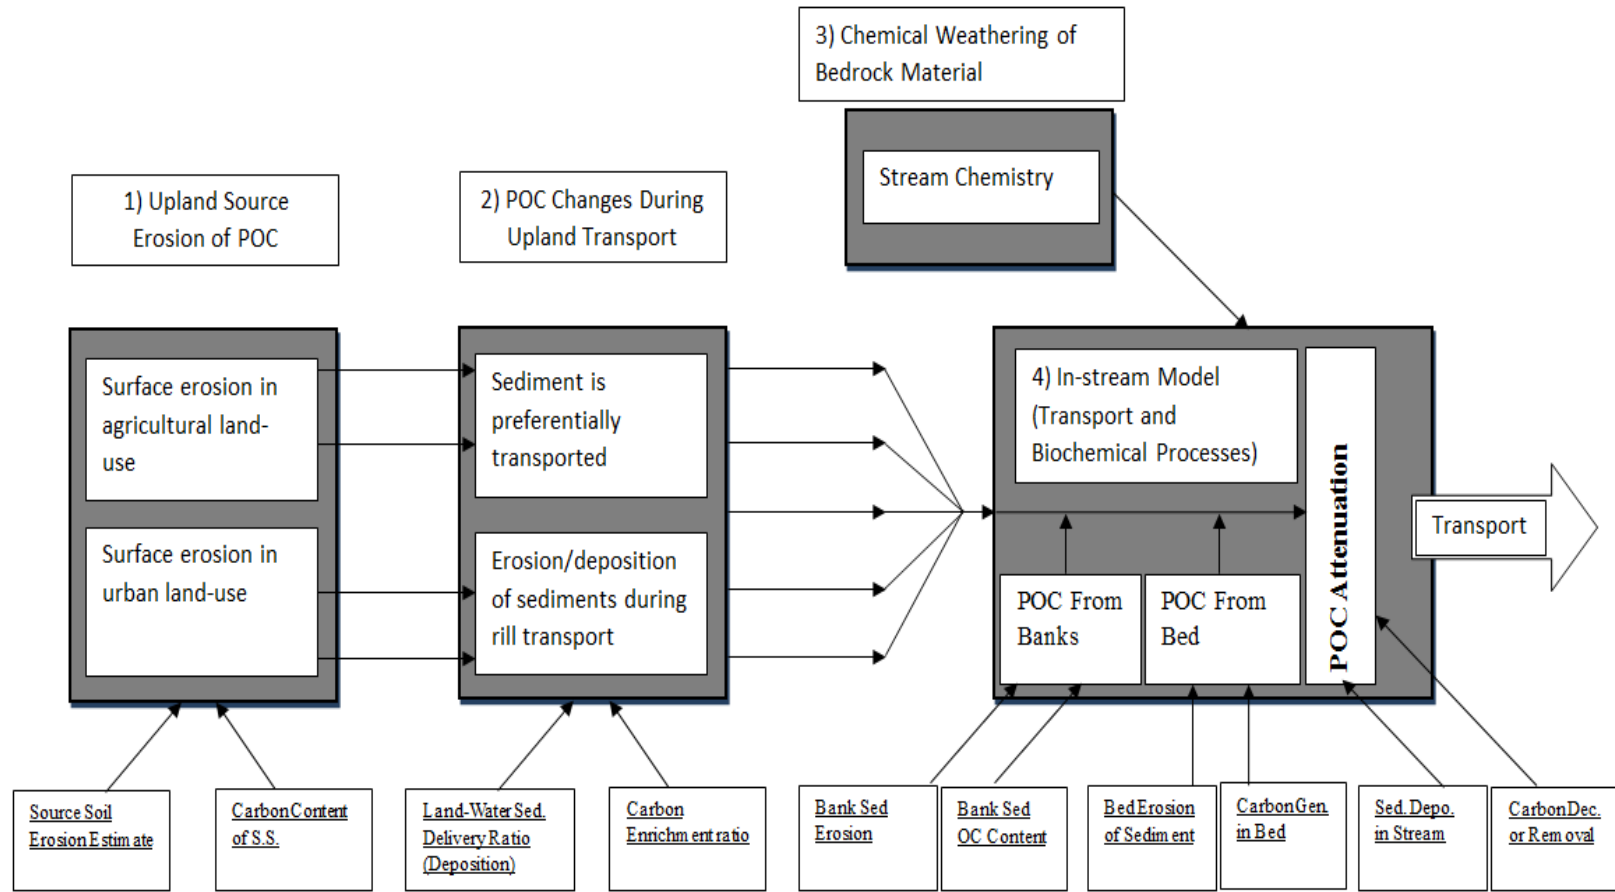 3) Chemical Weathering of
Bedrock Material
Stream Chemistry
1) Upland Source
Erosion of POC
2) POC Changes During
Upland Transport
Surface erosion in
agricultural land-
use
Surface erosion in
urban land-use
Sediment is
preferentially
transported
Erosion/deposition
of sediments during
rill transport
4) In-stream Model
(Transport and
Biochemical Processes)
POC From
Banks
POC From
Bed
POC Attenuation
Transport
Source Soil
Erosion Estimate
Carbon Content
of S.S.
Land-Water Sed.
Delivery Ratio
(Deposition)
Carbon
Enrichment ratio
Bank Sed
Erosion
Bank Sed
OC Content
Bed Erosion
of Sediment
Carbon Gen.
in Bed
Sed. Depo.
in Stream
Carbon Dec.
or Removal